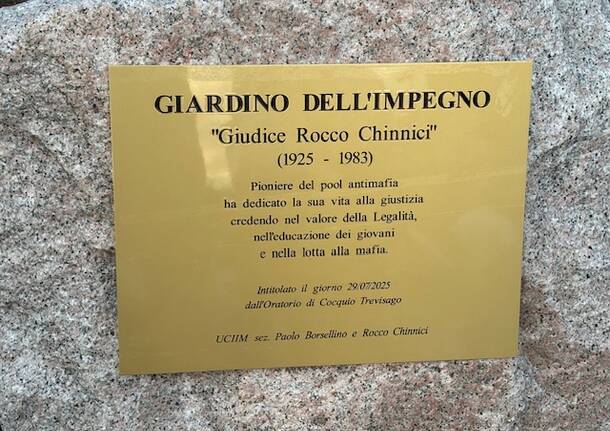 GIARDINO DELL'IMPEGNO
"Giudice Rocco Chinnici"
(1925 - 1983)
Pioniere del pool antimafia
ha dedicato la sua vita alla giustizia
credendo nel valore della Legalità,
nell'educazione dei giovani
e nella lotta alla mafia.
Intitolato il giorno 29/07/2025
dall'Oratorio di Cocquio Trevisago
UCIIM sez. Paolo Borsellino e Rocco Chinnici